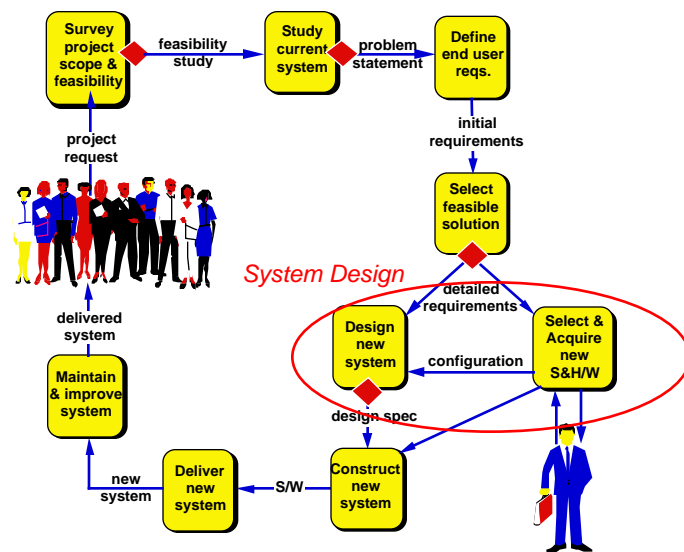 Survey
project
scope &
feasibility
feasibility
study
Study
current
system
problem
statement
Define
end user
reqs.
project
request
initial
requirements
Select
feasible
solution
System Design
detailed
requirements
Design
new
system
configuration
Select &
Acquire
new
S&H/W
delivered
system
Maintain
& improve
system
design spec
new
system
Deliver
new
system
S/W
Construct
new
system